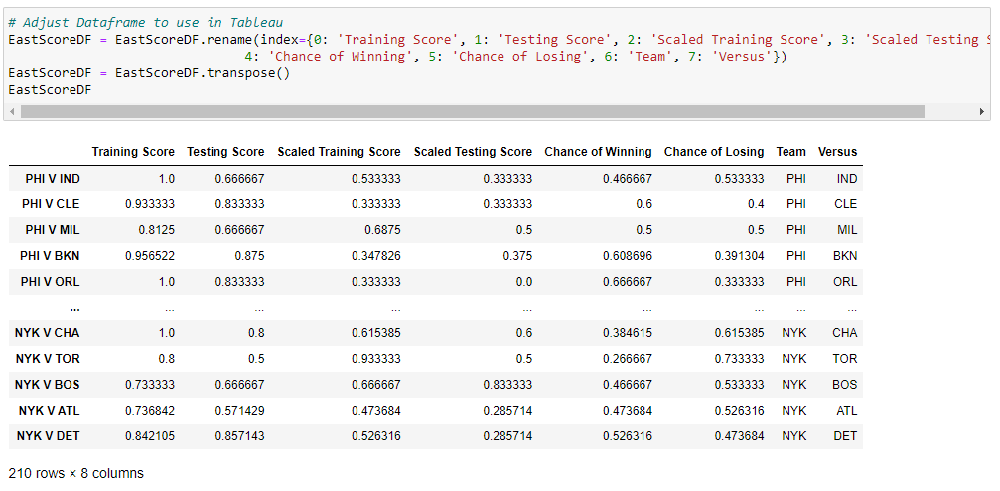 # Adjust Dataframe to use in Tableau
EastScoreDF = EastScoreDF.rename(index={0: 'Training Score', 1: 'Testing Score', 2: 'Scaled Training Score', 3: 'Scaled Testing S
4: 'Chance of Winning', 5: 'Chance of Losing', 6: 'Team', 7: 'Versus'})
EastScoreDF = EastScoreDF.transpose()
EastScoreDF
Training Score Testing Score Scaled Training Score Scaled Testing Score Chance of Winning Chance of Losing Team Versus
PHI V IND 1.0 0.666667 0.533333 0.333333 0.466667 0.533333 PHI IND
PHI V CLE 0.933333 0.833333 0.333333 0.333333 0.6 0.4 PHI CLE
PHI V MIL 0.8125 0.666667 0.6875 0.5 0.5 0.5 PHI MIL
PHI V BKN 0.956522 0.875 0.347826 0.375 0.608696 0.391304 PHI BKN
PHI V ORL 1.0 0.833333 0.333333 0.0 0.666667 0.333333 PHI ORL
... ... ... ... ... ... ... ... ...
NYK V CHA 1.0 0.8 0.615385 0.6 0.384615 0.615385 NYK CHA
NYK V TOR 0.8 0.5 0.933333 0.5 0.266667 0.733333 NYK TOR
NYK V BOS 0.733333 0.666667 0.666667 0.833333 0.466667 0.533333 NYK BOS
NYK V ATL 0.736842 0.571429 0.473684 0.285714 0.473684 0.526316 NYK ATL
NYK V DET 0.842105 0.857143 0.526316 0.285714 0.526316 0.473684 NYK DET
210 rows × 8 columns